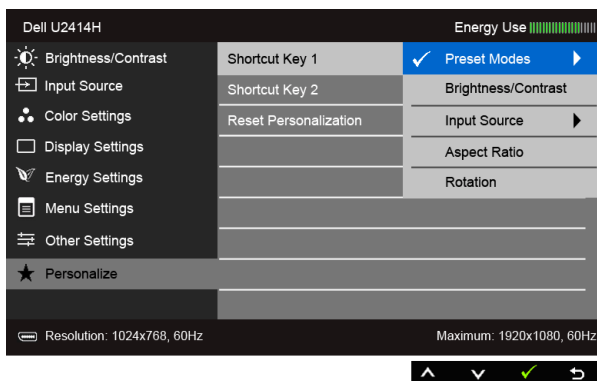 Dell U2414H
Energy Use
Brightness/Contrast
Input Source
Color Settings
Display Settings
Energy Settings
Menu Settings
Other Settings
Personalize
Shortcut Key 1
Shortcut Key 2
Reset Personalization
Preset Modes
Brightness/Contrast
Input Source
Aspect Ratio
Rotation
Resolution: 1024x768, 60Hz
Maximum: 1920x1080, 60Hz